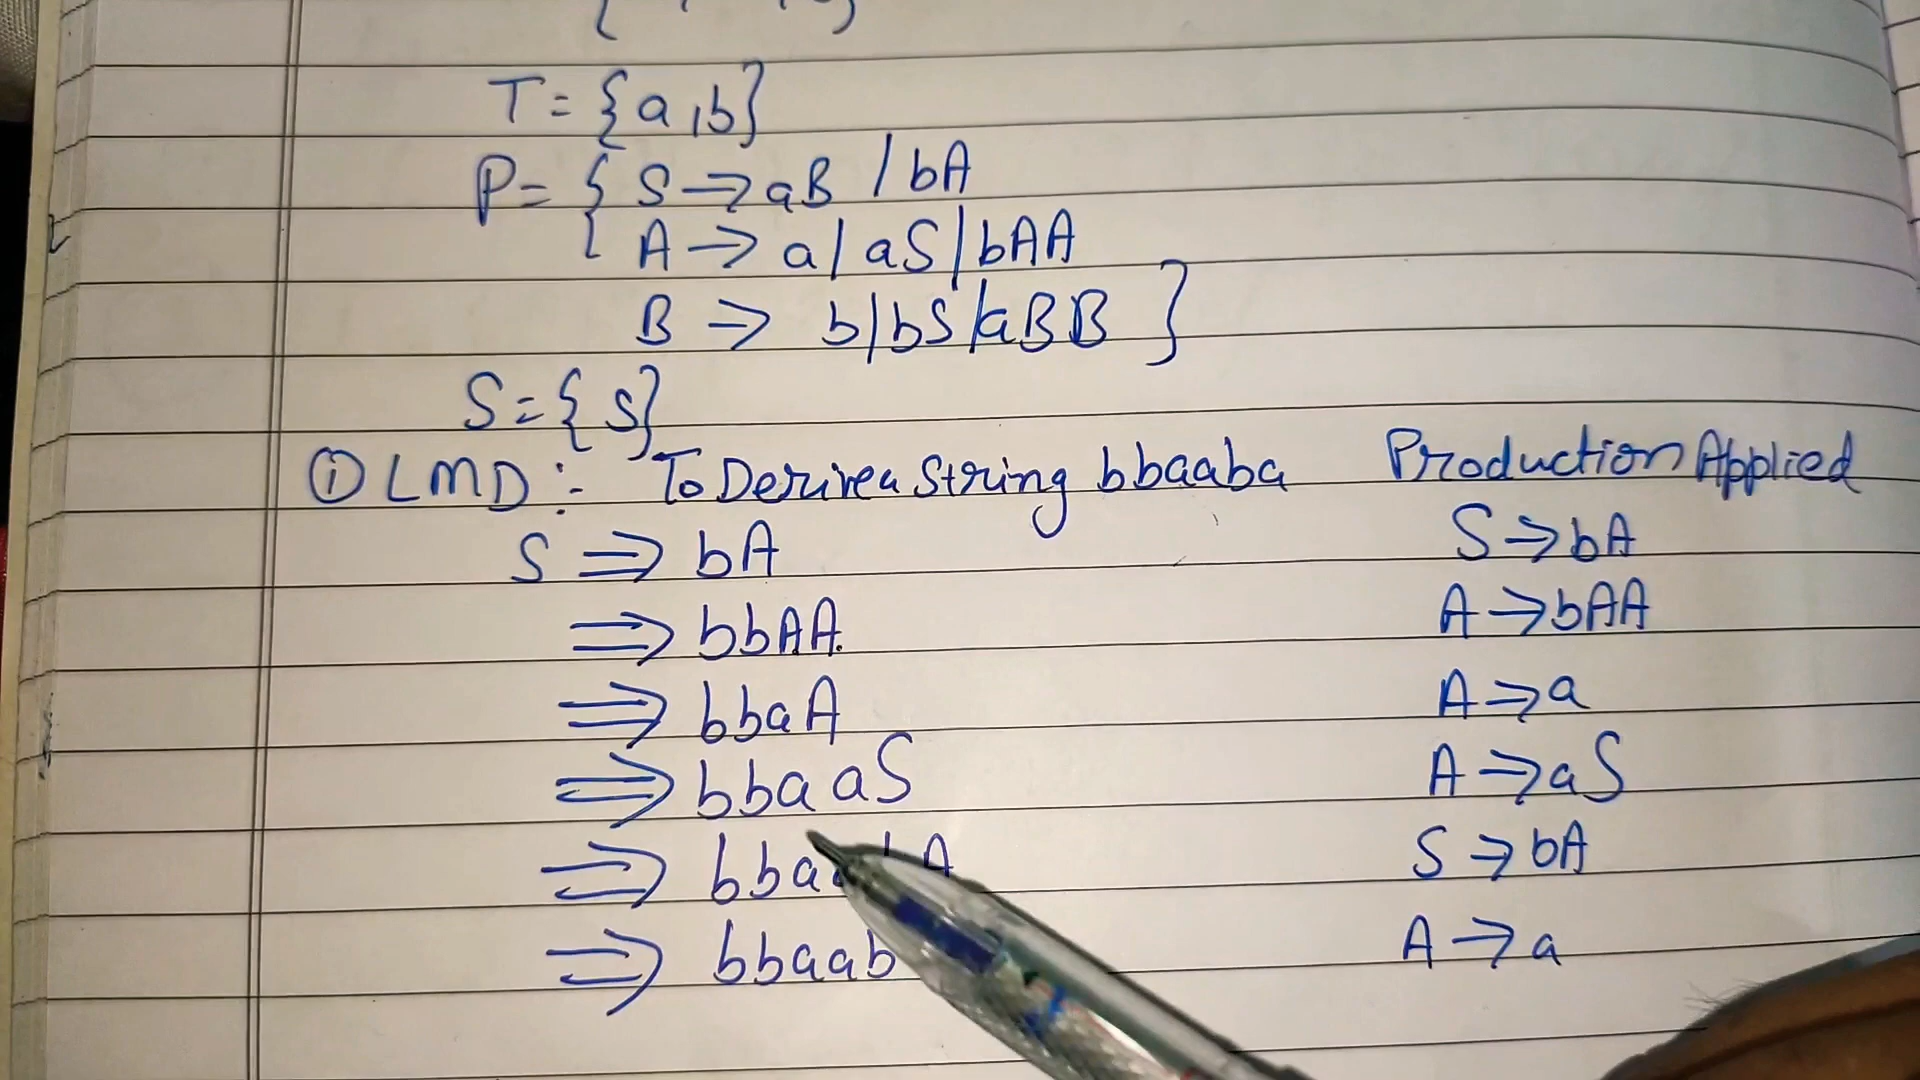 T = {a,b}
P = { S → aB / bA
A → a / aS / bAA
B → b / bS / aBB }
S = { S }
① LMD :- To Derive a String bbaaba Production Applied
S ⇒ bA S → bA
⇒ bbAA. A → bAA
⇒ bbaA A → a
⇒ bbaaS A → aS
⇒ S → bA
⇒ bbaab A → a